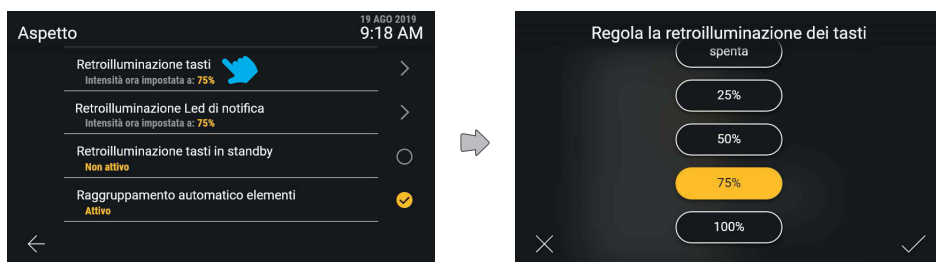 Aspetto
19 AGO 2019
9:18 AM
Retroilluminazione tasti
Intensità ora impostata a: 75%
Retroilluminazione Led di notifica
Intensità ora impostata a: 75%
Retroilluminazione tasti in standby
Non attivo
Raggruppamento automatico elementi
Attivo
Regola la retroilluminazione dei tasti
spenta
25%
50%
75%
100%